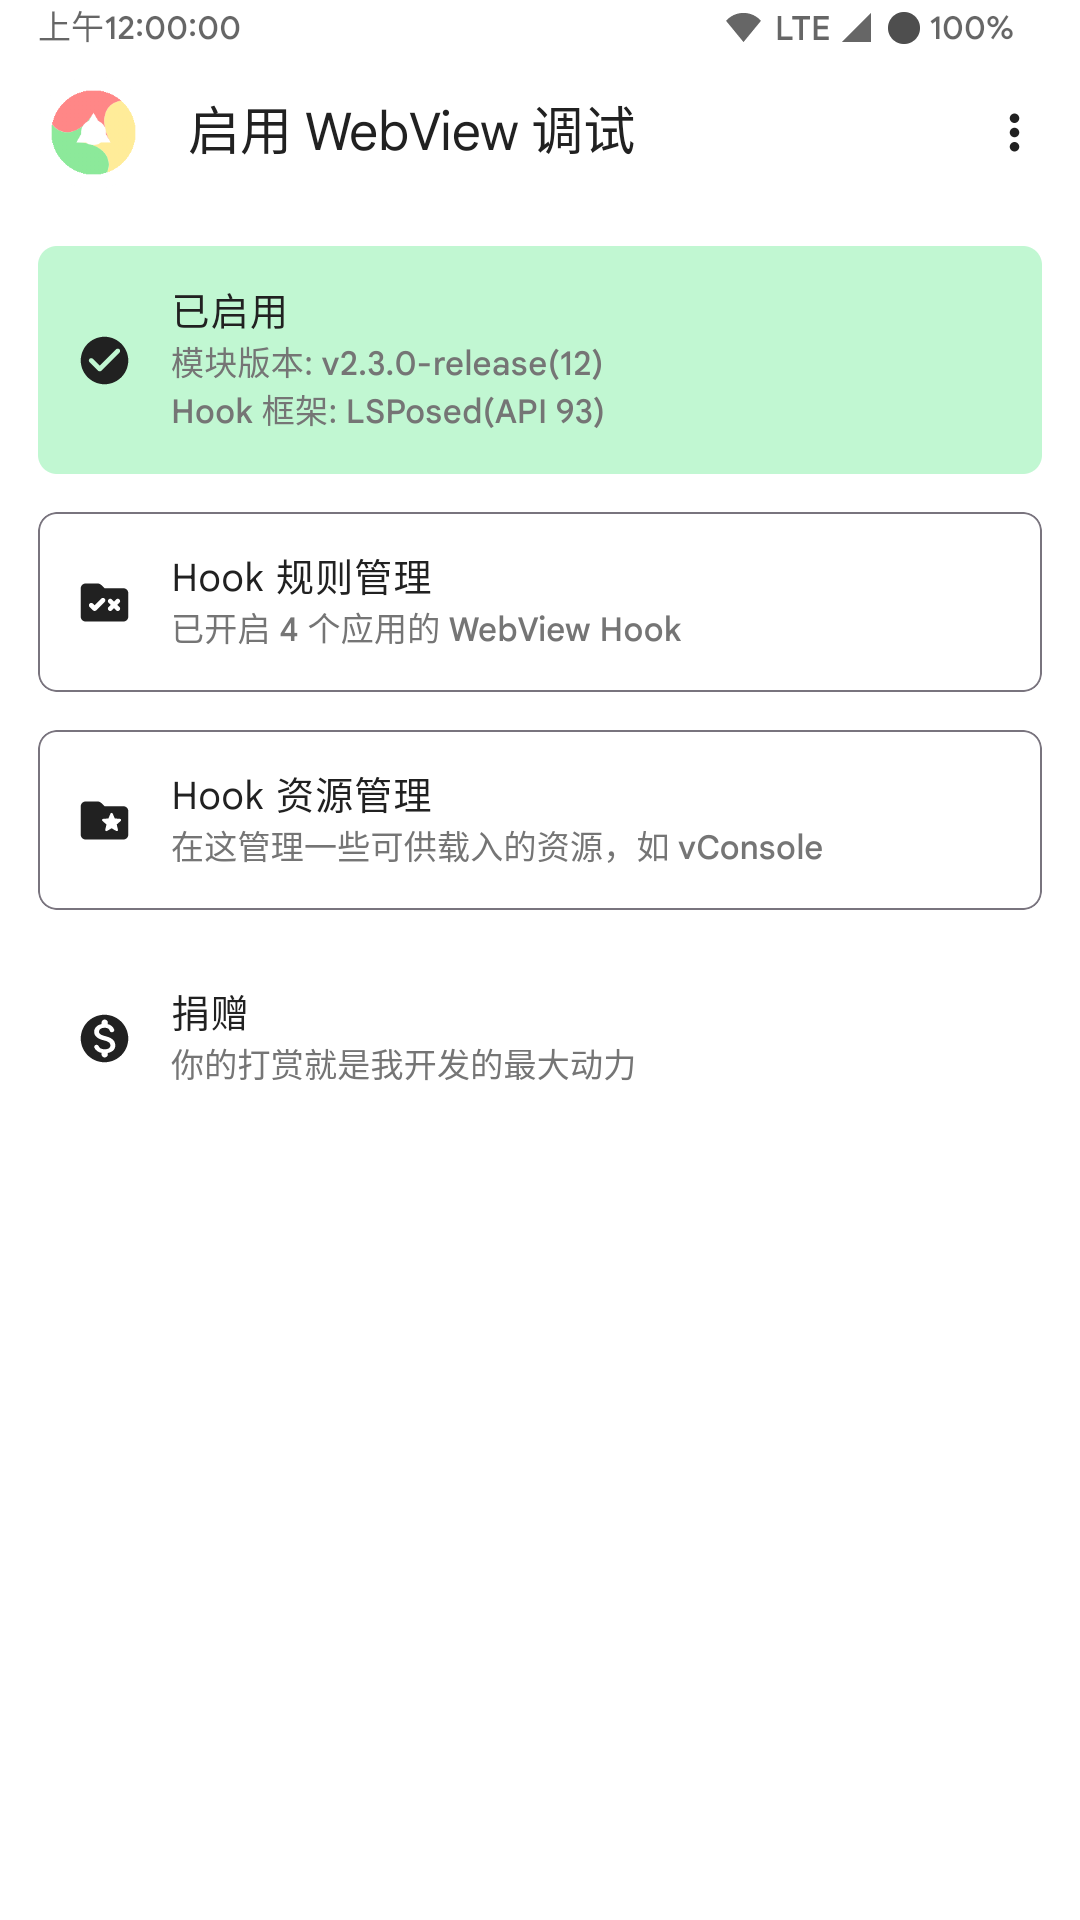 上午12:00:00 LTE 100%
启用 WebView 调试
已启用
模块版本: v2.3.0-release(12)
Hook 框架: LSPosed(API 93)
Hook 规则管理
已开启 4 个应用的 WebView Hook
Hook 资源管理
在这管理一些可供载入的资源，如 vConsole
捐赠
你的打赏就是我开发的最大动力